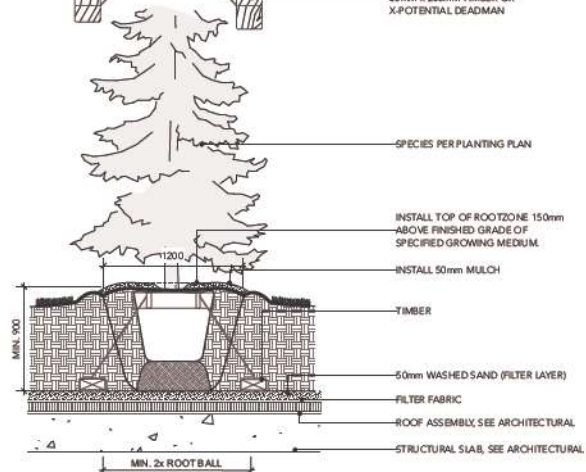 X-POTENTIAL DEADMAN
SPECIES PER PLANTING PLAN
INSTALL TOP OF ROOTZONE 150mm
ABOVE FINISHED GRADE OF
SPECIFIED GROWING MEDIUM.
1200
INSTALL 50mm MULCH
TIMBER
MIN. 900
50mm WASHED SAND (FILTER LAYER)
FILTER FABRIC
ROOF ASSEMBLY, SEE ARCHITECTURAL
STRUCTURAL SLAB, SEE ARCHITECTURAL
MIN. 2x ROOT BALL